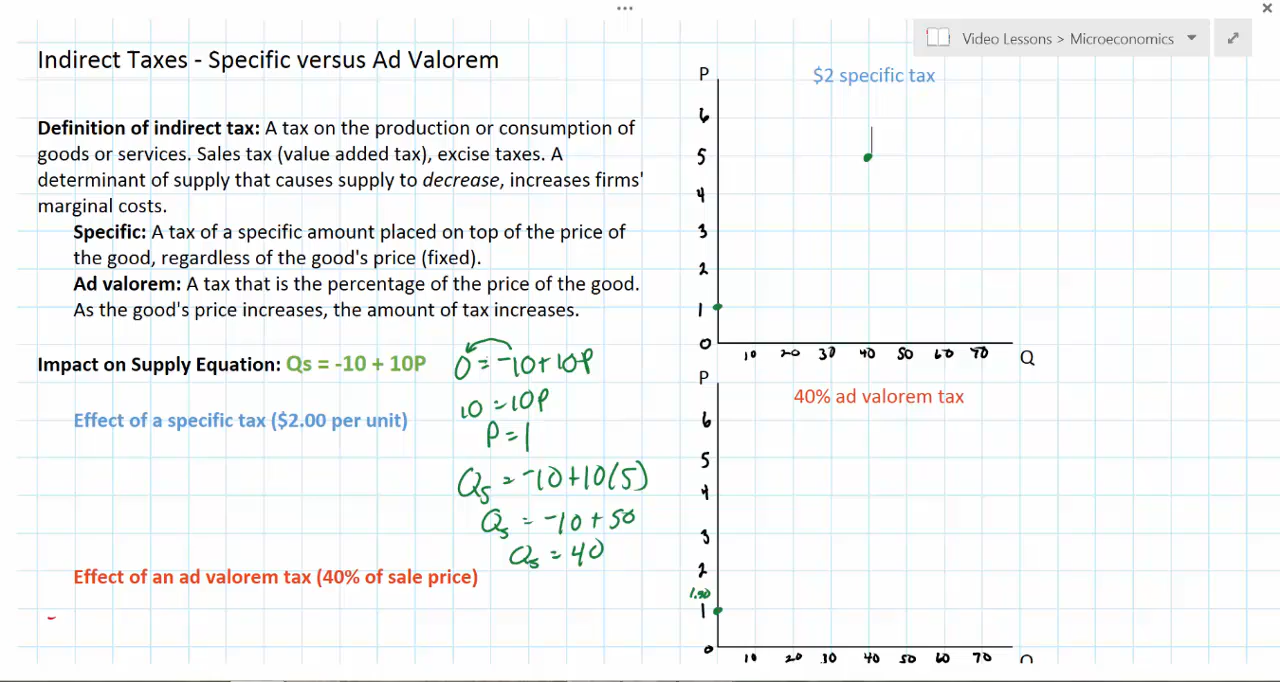 Video Lessons > Microeconomics
Indirect Taxes - Specific versus Ad Valorem
Definition of indirect tax: A tax on the production or consumption of
goods or services. Sales tax (value added tax), excise taxes. A
determinant of supply that causes supply to decrease, increases firms'
marginal costs.
Specific: A tax of a specific amount placed on top of the price of
the good, regardless of the good's price (fixed).
Ad valorem: A tax that is the percentage of the price of the good.
As the good's price increases, the amount of tax increases.
Impact on Supply Equation: Qs = -10 + 10P
0 = -10 + 10P
10 = 10P
P = 1
Effect of a specific tax ($2.00 per unit)
Qs = -10 + 10(5)
Qs = -10 + 50
Qs = 40
Effect of an ad valorem tax (40% of sale price)
$2 specific tax
P
6
5
4
3
2
1
0
10 20 30 40 50 60 70 Q
40% ad valorem tax
P
6
5
4
3
2
1.50
1
0
10 20 30 40 50 60 70 Q